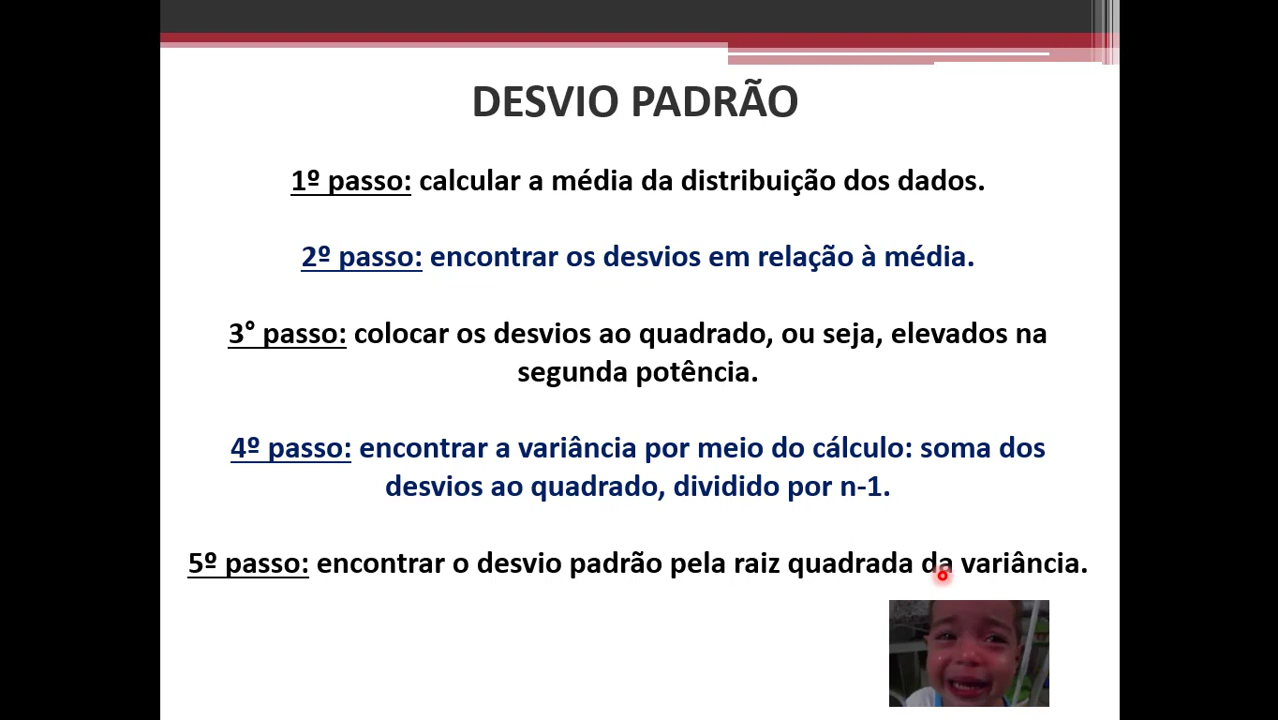 DESVIO PADRÃO
1º passo: calcular a média da distribuição dos dados.
2º passo: encontrar os desvios em relação à média.
3° passo: colocar os desvios ao quadrado, ou seja, elevados na
segunda potência.
4º passo: encontrar a variância por meio do cálculo: soma dos
desvios ao quadrado, dividido por n-1.
5º passo: encontrar o desvio padrão pela raiz quadrada da variância.